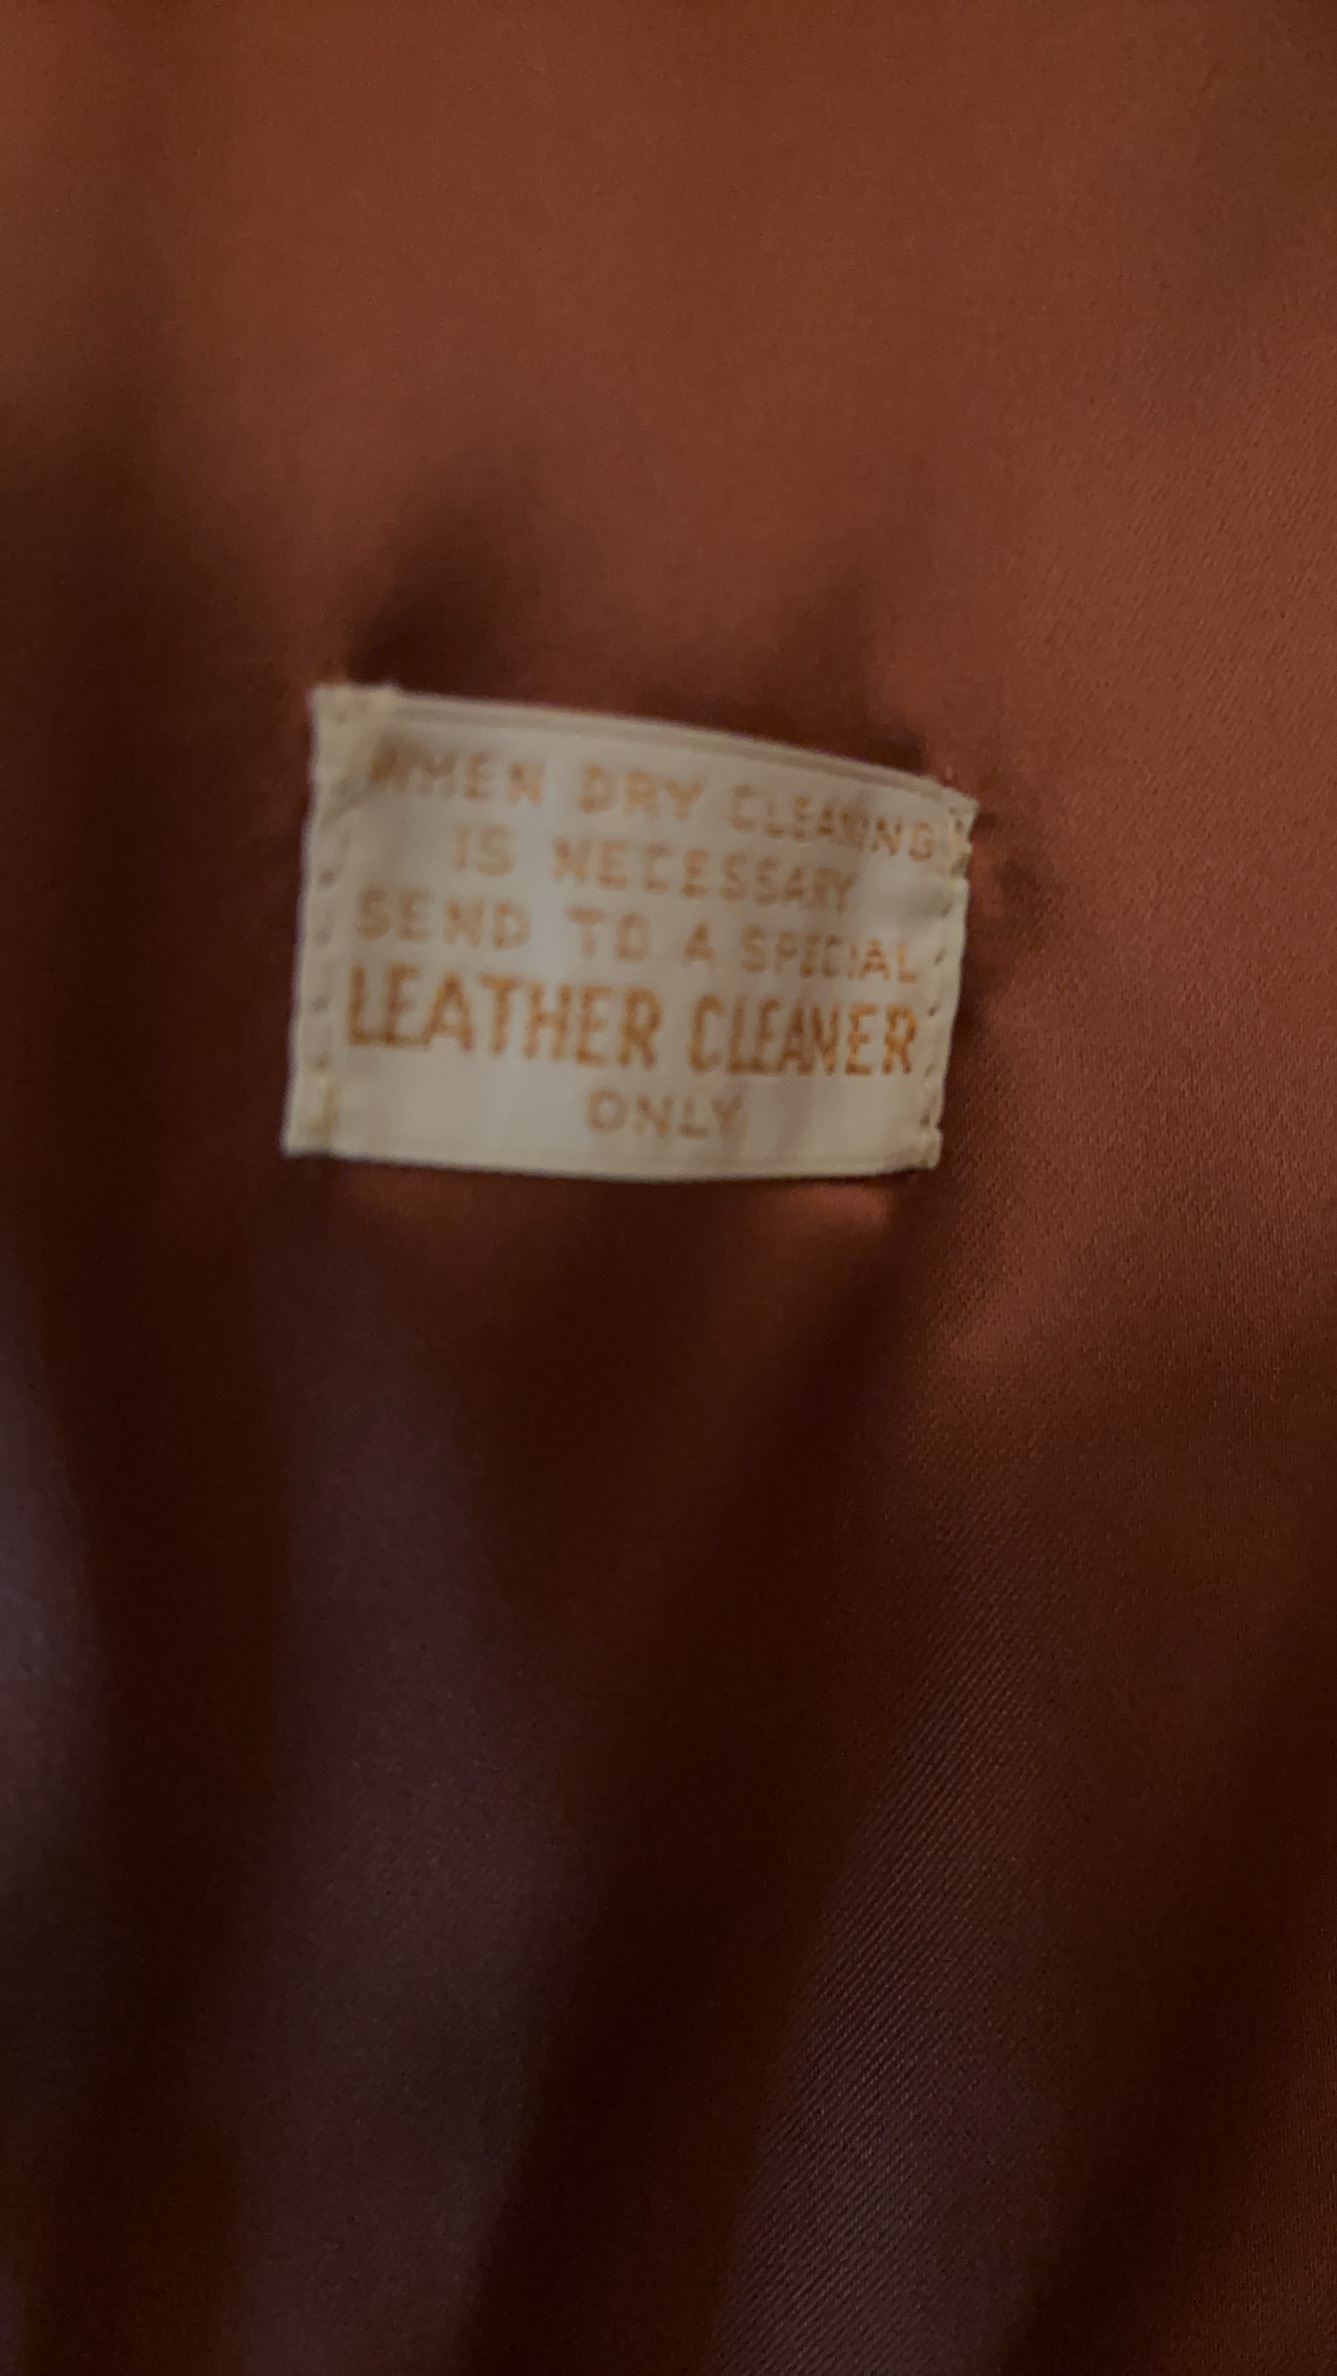 WHEN DRY CLEANING
IS NECESSARY
SEND TO A SPECIAL
LEATHER CLEANER
ONLY